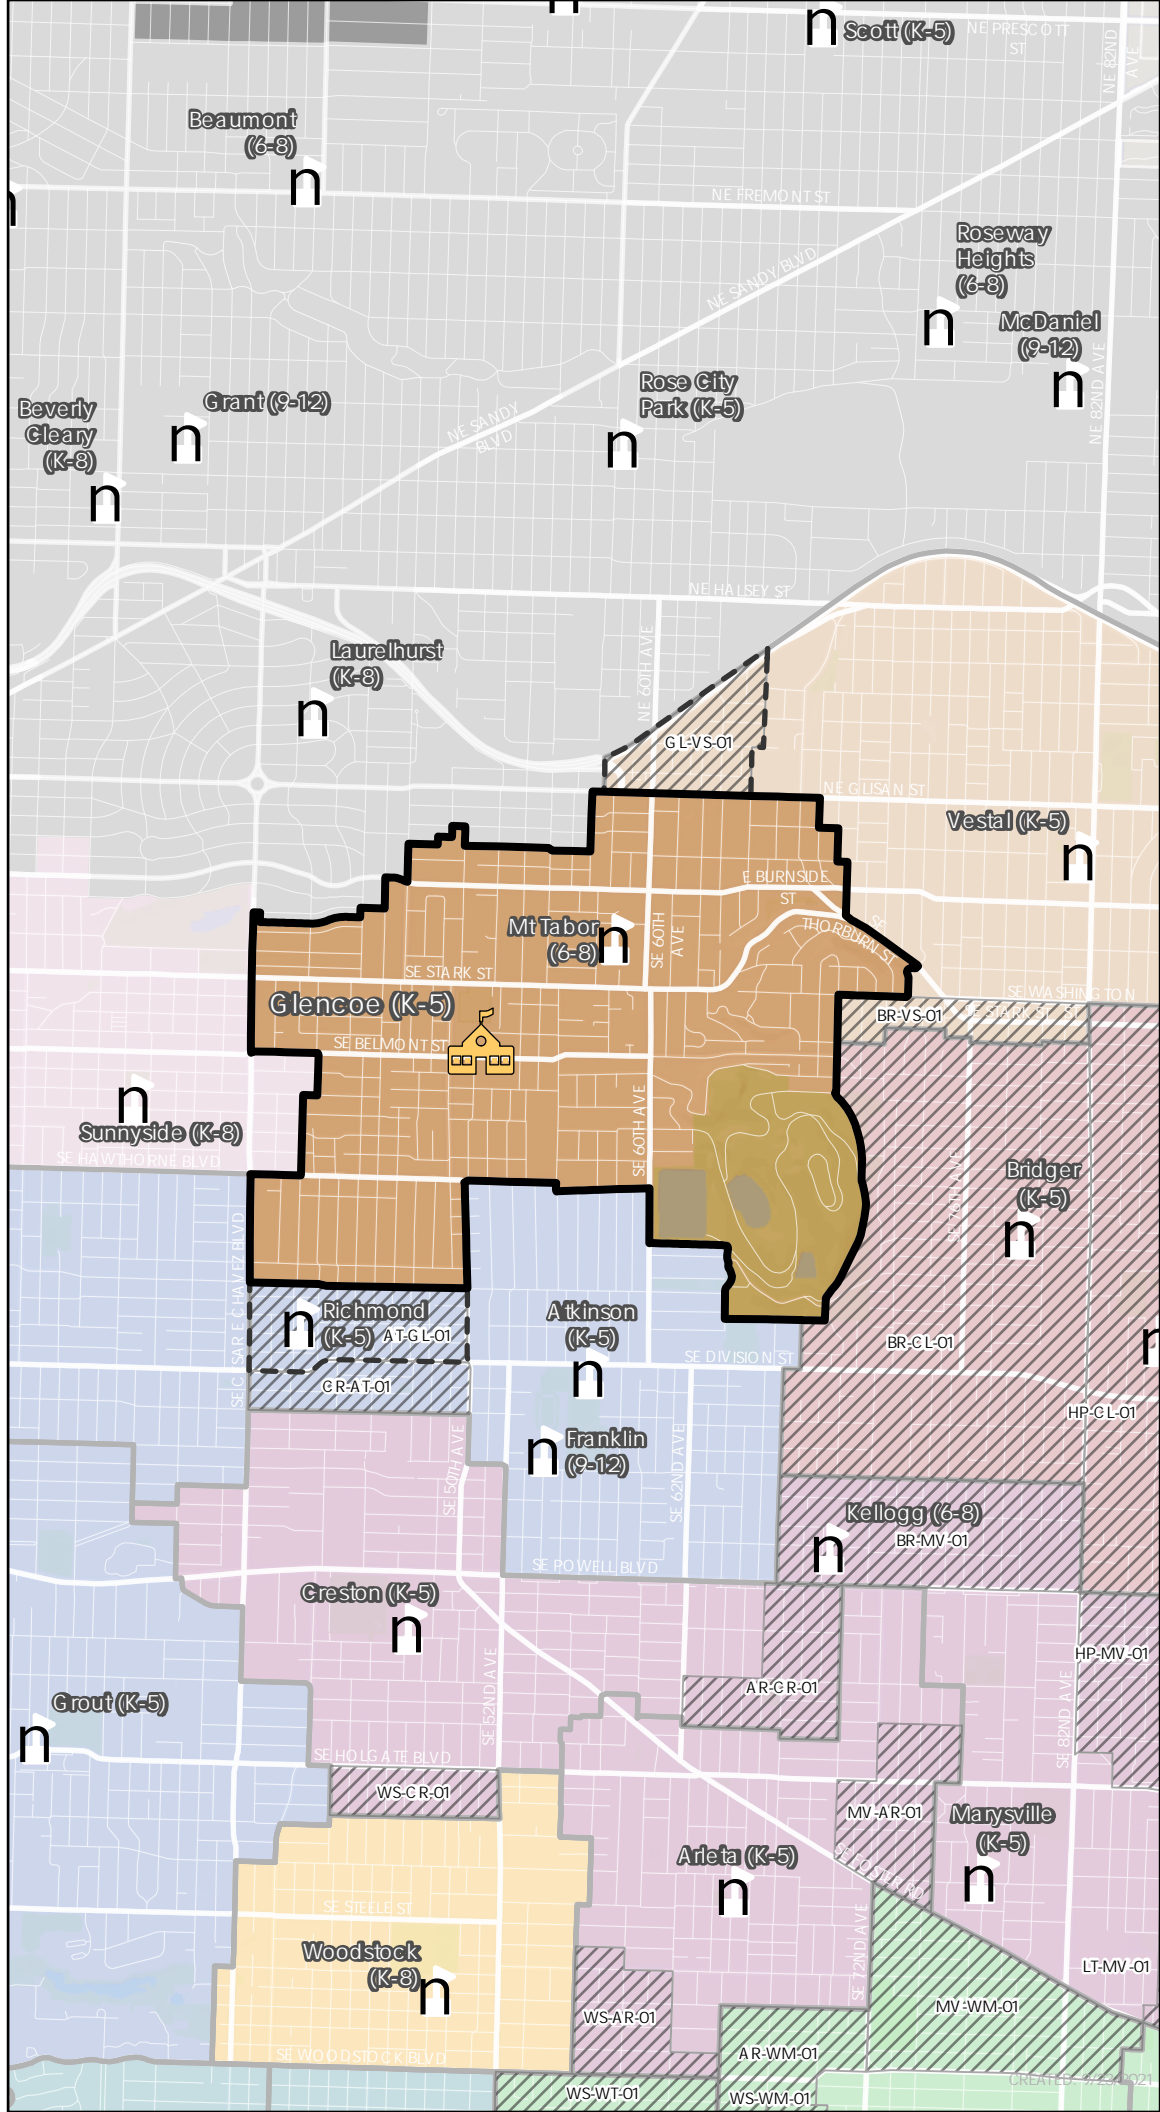 Scott (K-5)
NE PRESCOTT
ST
NE 82ND
AVE
Beaumont
(6-8)
NE FREMONT ST
Roseway
Heights
(6-8)
NE SANDY BLVD
McDaniel
(9-12)
NE 82ND AVE
Rose City
Park (K-5)
Grant (9-12)
Beverly
Cleary
(K-8)
NE SANDY
BLVD
NE HALSEY ST
Laurelhurst
(K-8)
NE 60TH AVE
GL-VS-01
NE GLISAN ST
Vestal (K-5)
E BURNSIDE
ST
SE
THORBURN ST
Mt Tabor
(6-8)
SE 60TH
AVE
SE STARK ST
Glencoe (K-5)
SE WASHINGTON
SE STARK ST
ST
BR-VS-01
SE BELMONT ST
Sunnyside (K-8)
SE HAWTHORNE BLVD
SE 60TH AVE
SE 76TH AVE
Bridger
(K-5)
SE CESAR E CHAVEZ BLVD
Richmond
(K-5)
AT-GL-01
Atkinson
(K-5)
BR-CL-01
SE DIVISION ST
CR-AT-01
HP-CL-01
Franklin
(9-12)
SE 50TH AVE
SE 62ND AVE
Kellogg (6-8)
BR-MV-01
SE POWELL BLVD
Creston (K-5)
HP-MV-01
AR-CR-01
SE 52ND AVE
SE 82ND AVE
Grout (K-5)
SE HOLGATE BLVD
WS-CR-01
MV-AR-01
Marysville
(K-5)
Arleta (K-5)
SE FOSTER RD
SE STEELE ST
SE 72ND AVE
Woodstock
(K-8)
LT-MV-01
MV-WM-01
WS-AR-01
AR-WM-01
SE WOODSTOCK BLVD
CREATED: 9/23/2021
WS-WT-01
WS-WM-01